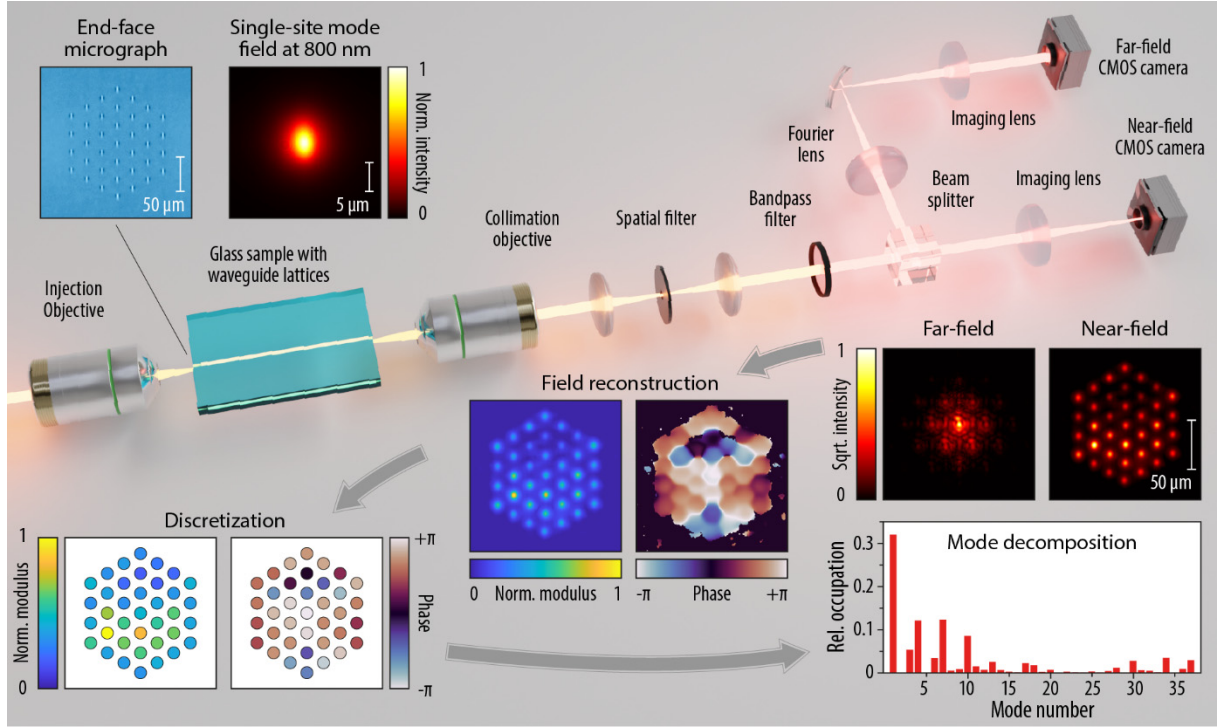 End-face
micrograph
50 µm
Single-site mode
field at 800 nm
5 µm
1
Norm. intensity
0
Far-field
CMOS camera
Imaging lens
Near-field
CMOS camera
Fourier
lens
Imaging lens
Beam
splitter
Bandpass
filter
Spatial filter
Collimation
objective
Glass sample with
waveguide lattices
Injection
Objective
Far-field
Near-field
1
Sqrt. intensity
0
50 µm
Field reconstruction
0 Norm. modulus 1
-π Phase +π
Discretization
1
Norm. modulus
0
+π
Phase
-π
Mode decomposition
Rel. occupation
0.3
0.2
0.1
0
5 10 15 20 25 30 35
Mode number